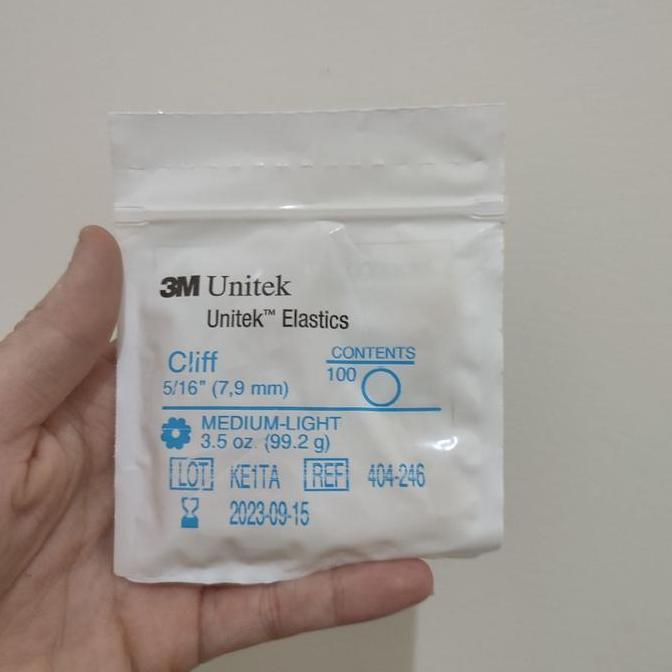 3M Unitek
Unitek™ Elastics
Cliff
5/16" (7,9 mm)
CONTENTS
100
MEDIUM-LIGHT
3.5 oz. (99.2 g)
LOT KE1TA REF 404-246
2023-09-15